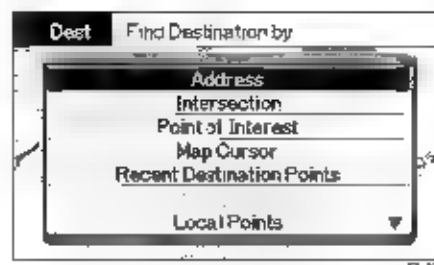 Dest Find Destination by
Address
Intersection
Point of Interest
Map Cursor
Recent Destination Points
Local Points